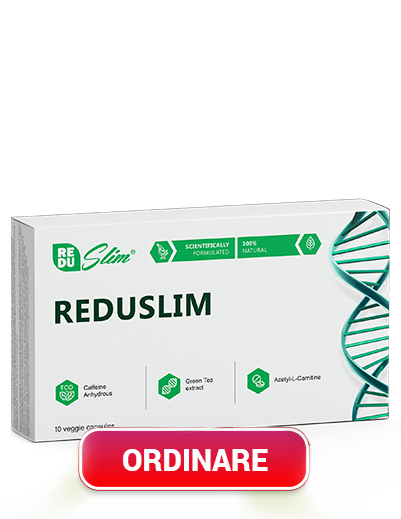 RE
DU
Slim®
SCIENTIFICALLY
FORMULATED
100%
NATURAL
REDUSLIM
ECO
Caffeine
Anhydrous
Green Tea
extract
Acetyl-L-Carnitine
10 veggie capsules
ORDINARE